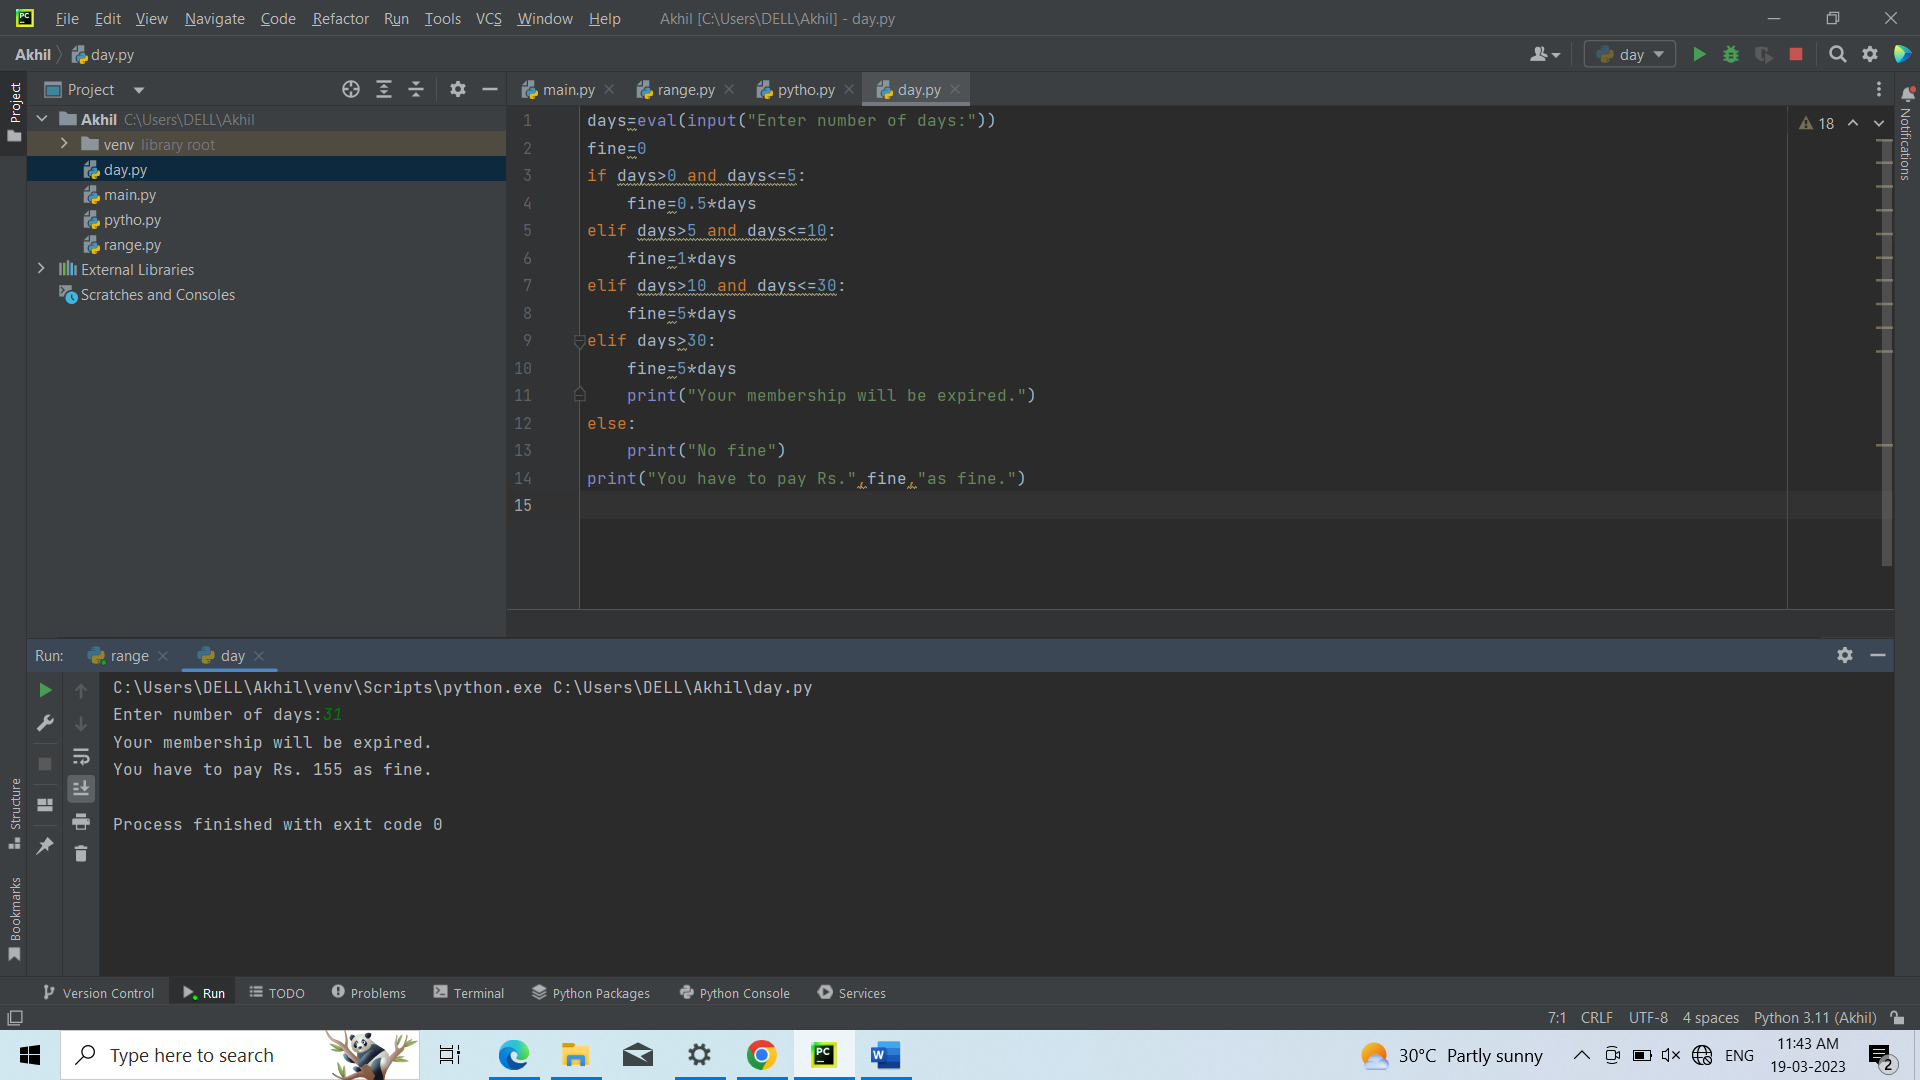 File Edit View Navigate Code Refactor Run Tools VCS Window Help Akhil [C:\Users\DELL\Akhil] - day.py
Akhil day.py
day
Project
main.py range.py pytho.py day.py
Akhil C:\Users\DELL\Akhil
venv library root
day.py
main.py
pytho.py
range.py
External Libraries
Scratches and Consoles
1 days=eval(input("Enter number of days:"))
2 fine=0
3 if days>0 and days<=5:
4 fine=0.5*days
5 elif days>5 and days<=10:
6 fine=1*days
7 elif days>10 and days<=30:
8 fine=5*days
9 elif days>30:
10 fine=5*days
11 print("Your membership will be expired.")
12 else:
13 print("No fine")
14 print("You have to pay Rs.",fine,"as fine.")
15
18
Project
Notifications
Structure
Bookmarks
Run: range day
C:\Users\DELL\Akhil\venv\Scripts\python.exe C:\Users\DELL\Akhil\day.py
Enter number of days:31
Your membership will be expired.
You have to pay Rs. 155 as fine.
Process finished with exit code 0
Version Control Run TODO Problems Terminal Python Packages Python Console Services
7:1 CRLF UTF-8 4 spaces Python 3.11 (Akhil)
Type here to search
PC
W
30°C Partly sunny
ENG
11:43 AM
19-03-2023
2